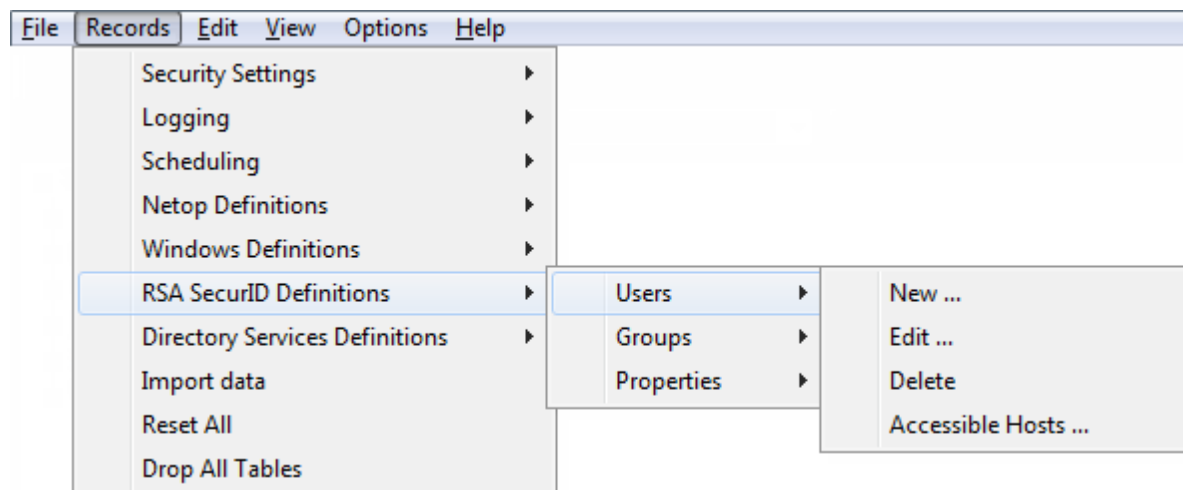 File Records Edit View Options Help
Security Settings
Logging
Scheduling
Netop Definitions
Windows Definitions
RSA SecurID Definitions Users New ...
Directory Services Definitions Groups Edit ...
Import data Properties Delete
Reset All Accessible Hosts ...
Drop All Tables